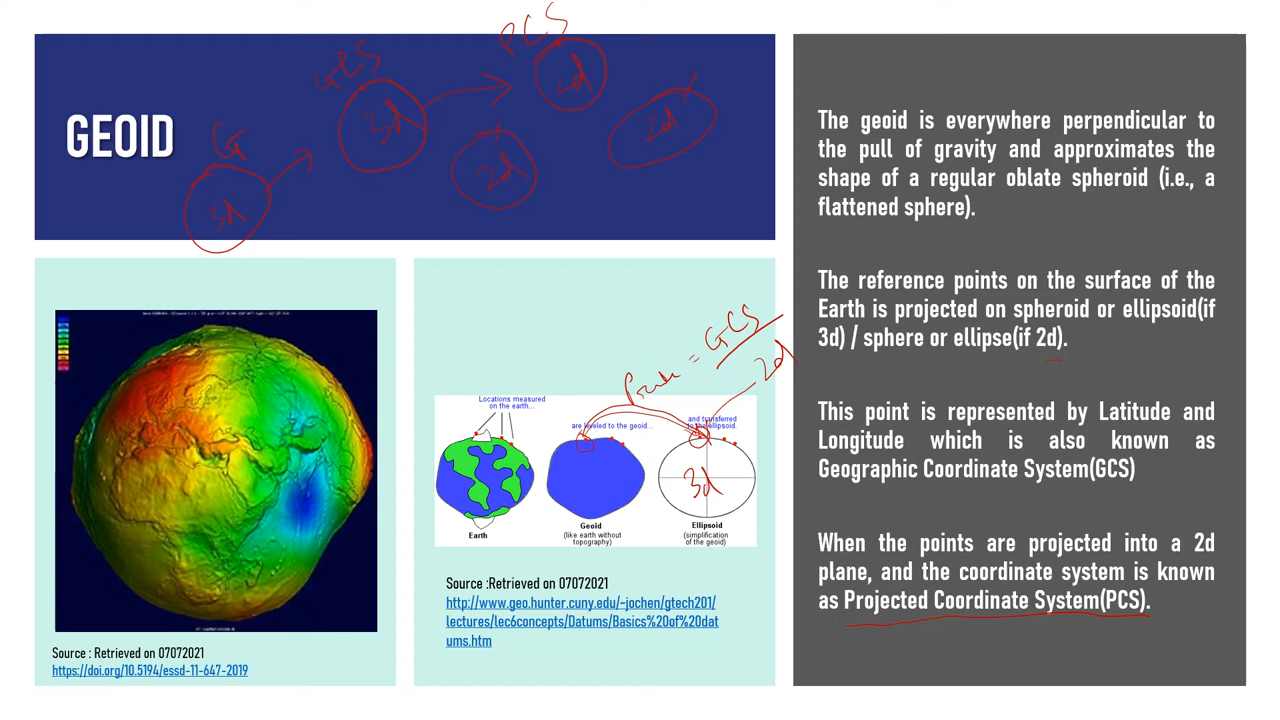 GEOID
G
3d
GCS
3d
PCS
2d
2d
2d
Source :Retrieved on 07072021
https://doi.org/10.5194/essd-11-647-2019
= GCS
2d
Locations measured
on the earth...
are leveled to the geoid...
and transferred
to the ellipsoid.
3d
Earth
Geoid
(like earth without
topography)
Ellipsoid
(simplification
of the geoid)
Source :Retrieved on 07072021
http://www.geo.hunter.cuny.edu/~jochen/gtech201/
lectures/lec6concepts/Datums/Basics%20of%20dat
ums.htm
The geoid is everywhere perpendicular to
the pull of gravity and approximates the
shape of a regular oblate spheroid (i.e., a
flattened sphere).
The reference points on the surface of the
Earth is projected on spheroid or ellipsoid(if
3d) / sphere or ellipse(if 2d).
This point is represented by Latitude and
Longitude which is also known as
Geographic Coordinate System(GCS)
When the points are projected into a 2d
plane, and the coordinate system is known
as Projected Coordinate System(PCS).